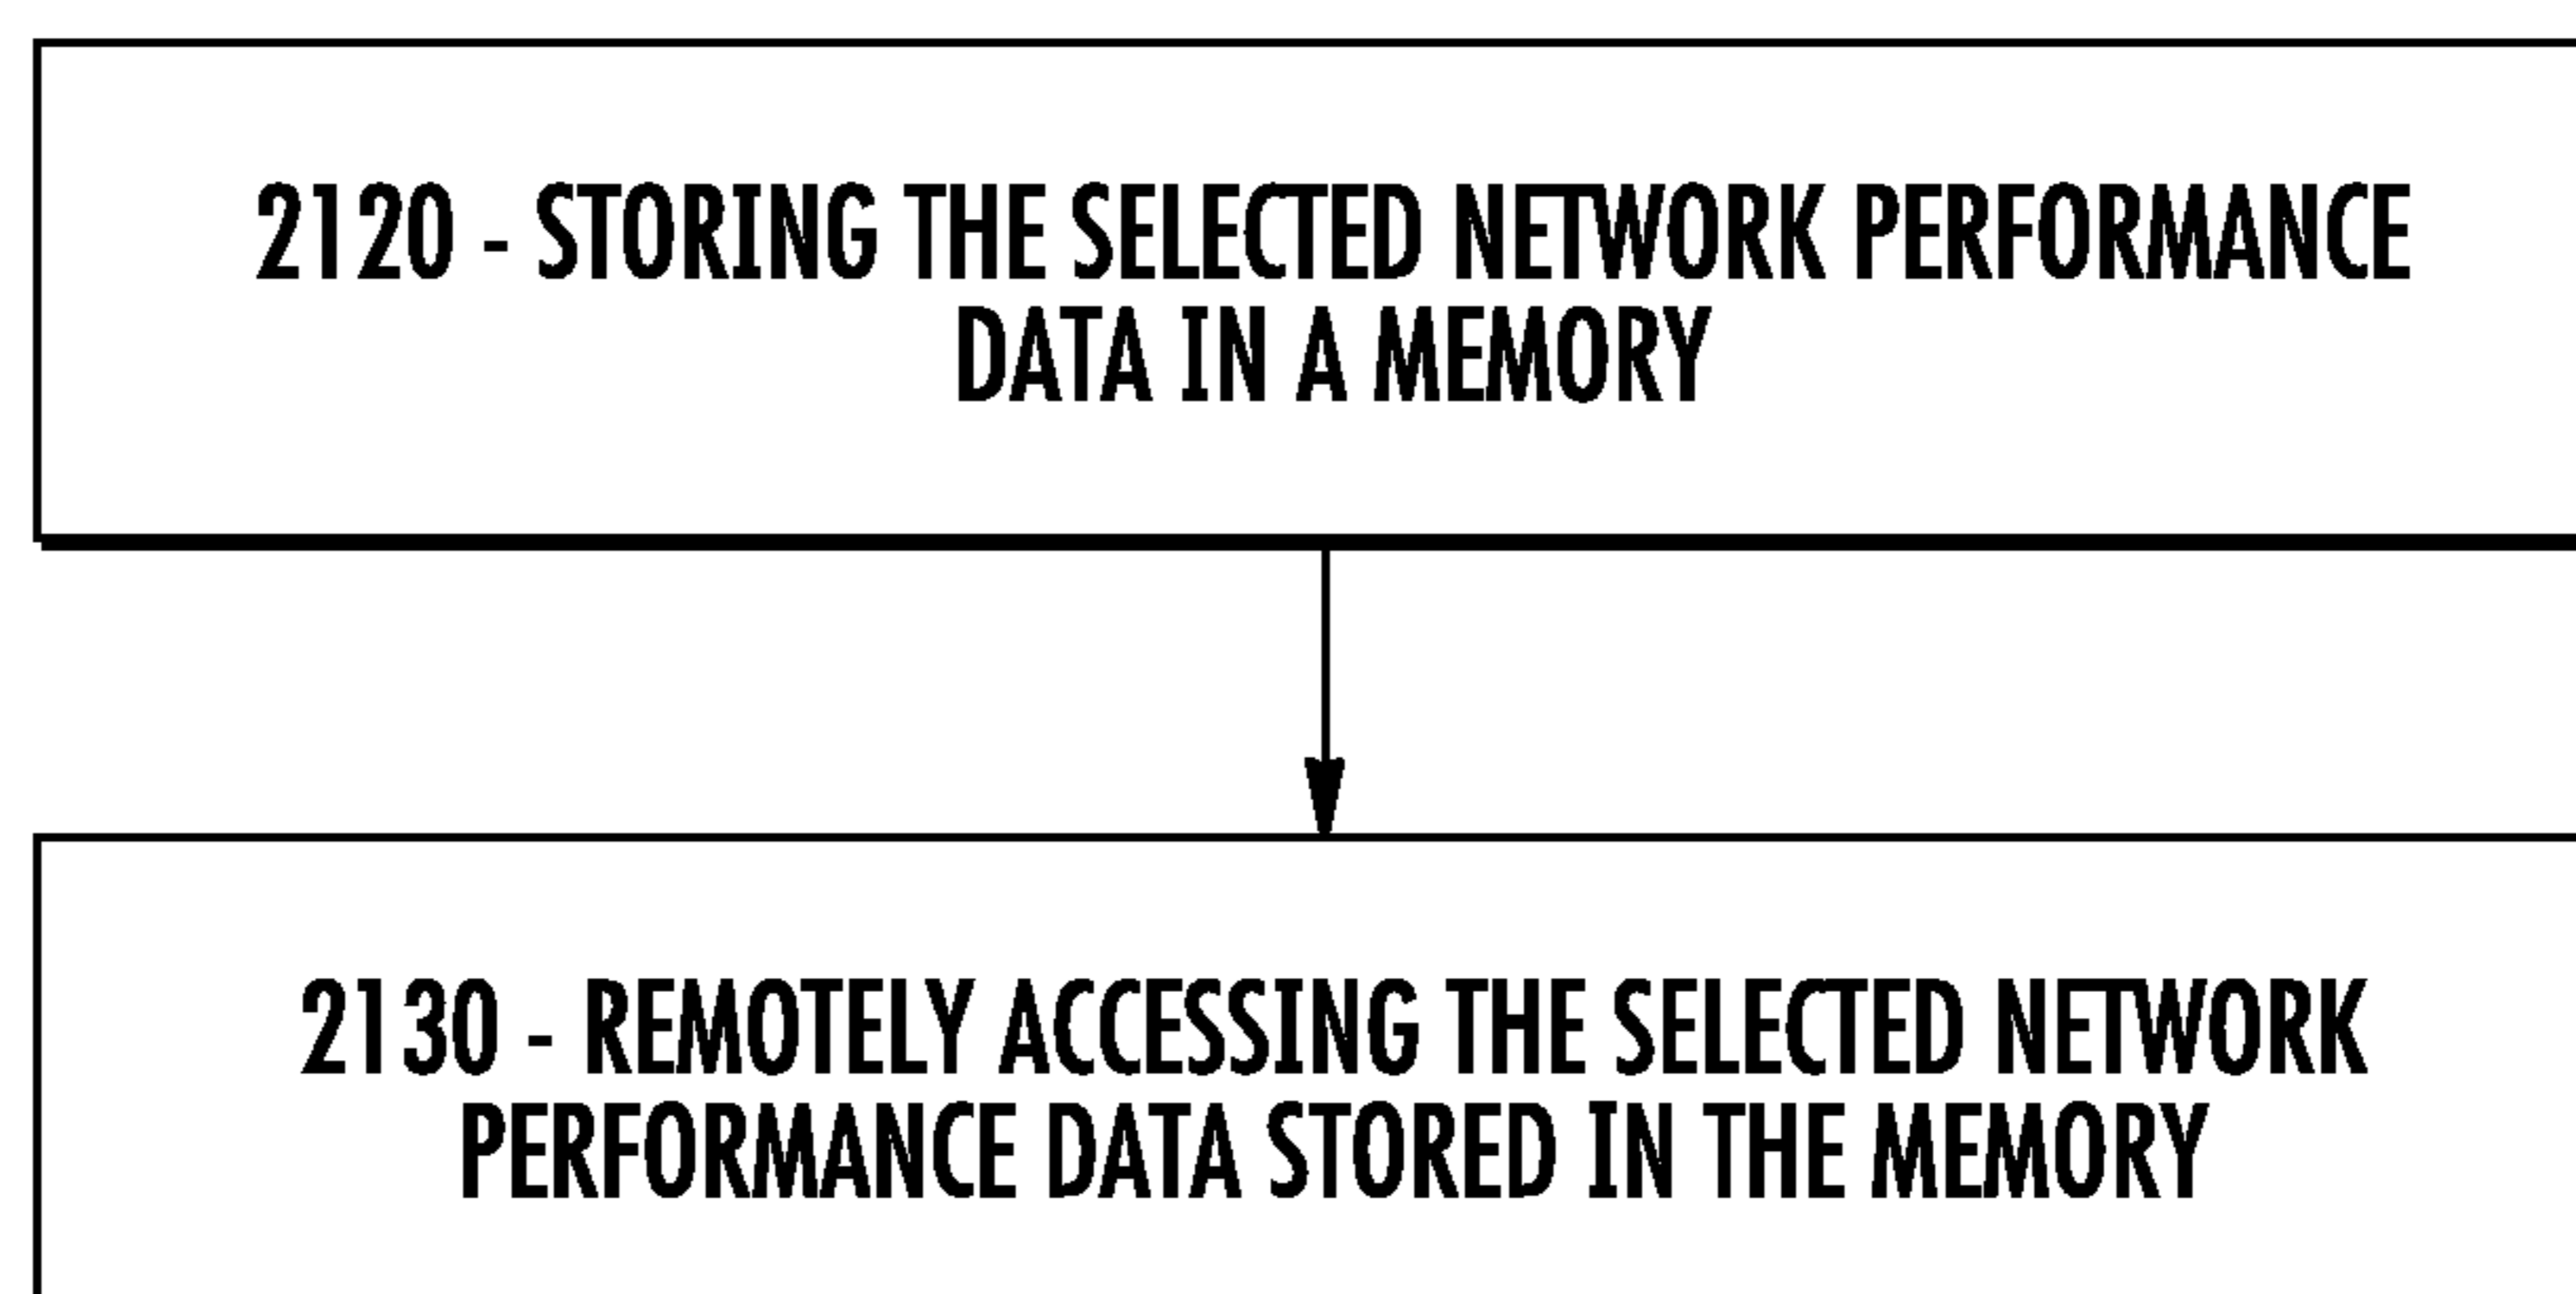 2120 - STORING THE SELECTED NETWORK PERFORMANCE
DATA IN A MEMORY
2130 - REMOTELY ACCESSING THE SELECTED NETWORK
PERFORMANCE DATA STORED IN THE MEMORY